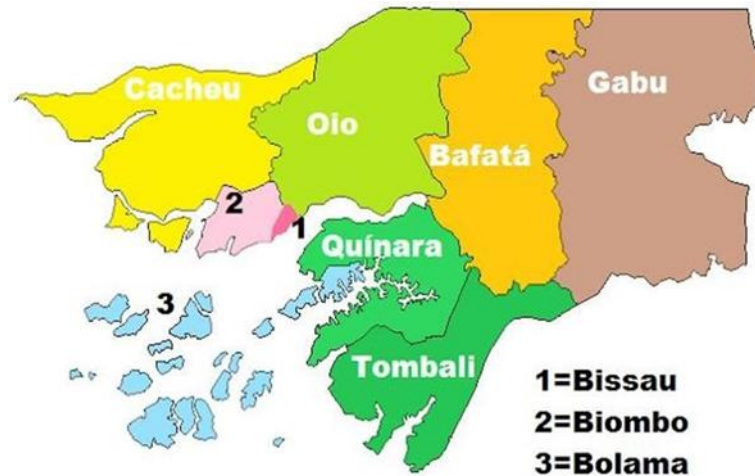 Cacheu
Oio
Gabu
Bafatá
2
1
Quínara
3
Tombali
1=Bissau
2=Biombo
3=Bolama